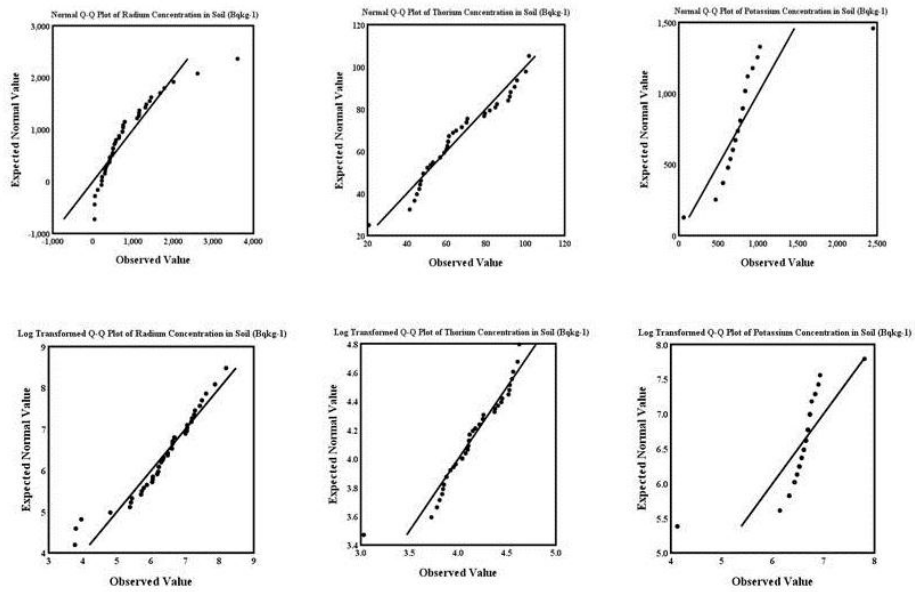 Normal Q-Q Plot of Radium Concentration in Soil (Bqkg-1)
3,000
2,000
1,000
0
-1,000
Expected Normal Value
-1,000 0 1,000 2,000 3,000 4,000
Observed Value
Normal Q-Q Plot of Thorium Concentration in Soil (Bqkg-1)
120
100
80
60
40
20
Expected Normal Value
20 40 60 80 100 120
Observed Value
Normal Q-Q Plot of Potassium Concentration in Soil (Bqkg-1)
1,500
1,000
500
0
Expected Normal Value
0 500 1,000 1,500 2,000 2,500
Observed Value
Log Transformed Q-Q Plot of Radium Concentration in Soil (Bqkg-1)
9
8
7
6
5
4
Expected Normal Value
3 4 5 6 7 8 9
Observed Value
Log Transformed Q-Q Plot of Thorium Concentration in Soil (Bqkg-1)
4.8
4.6
4.4
4.2
4.0
3.8
3.6
3.4
Expected Normal Value
3.0 3.5 4.0 4.5 5.0
Observed Value
Log Transformed Q-Q Plot of Potassium Concentration in Soil (Bqkg-1)
8.0
7.5
7.0
6.5
6.0
5.5
5.0
Expected Normal Value
4 5 6 7 8
Observed Value